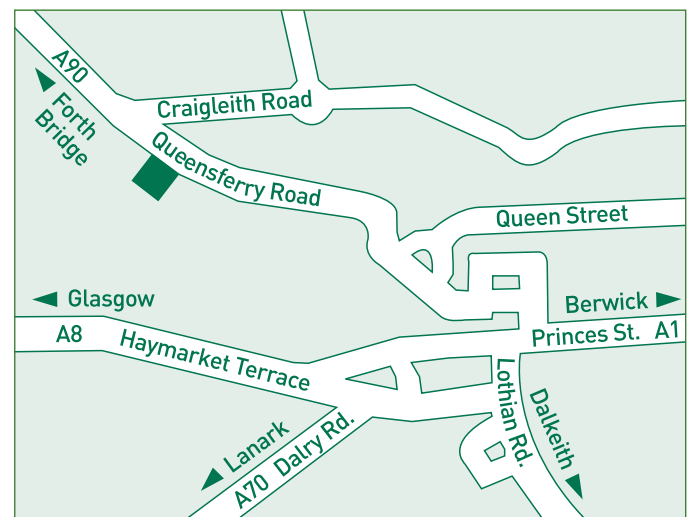 A90
Forth
Bridge
Craigleith Road
Queensferry Road
Queen Street
Glasgow
Berwick
A8
Haymarket Terrace
Princes St. A1
Lothian Rd.
Dalkeith
Lanark
A70 Dalry Rd.